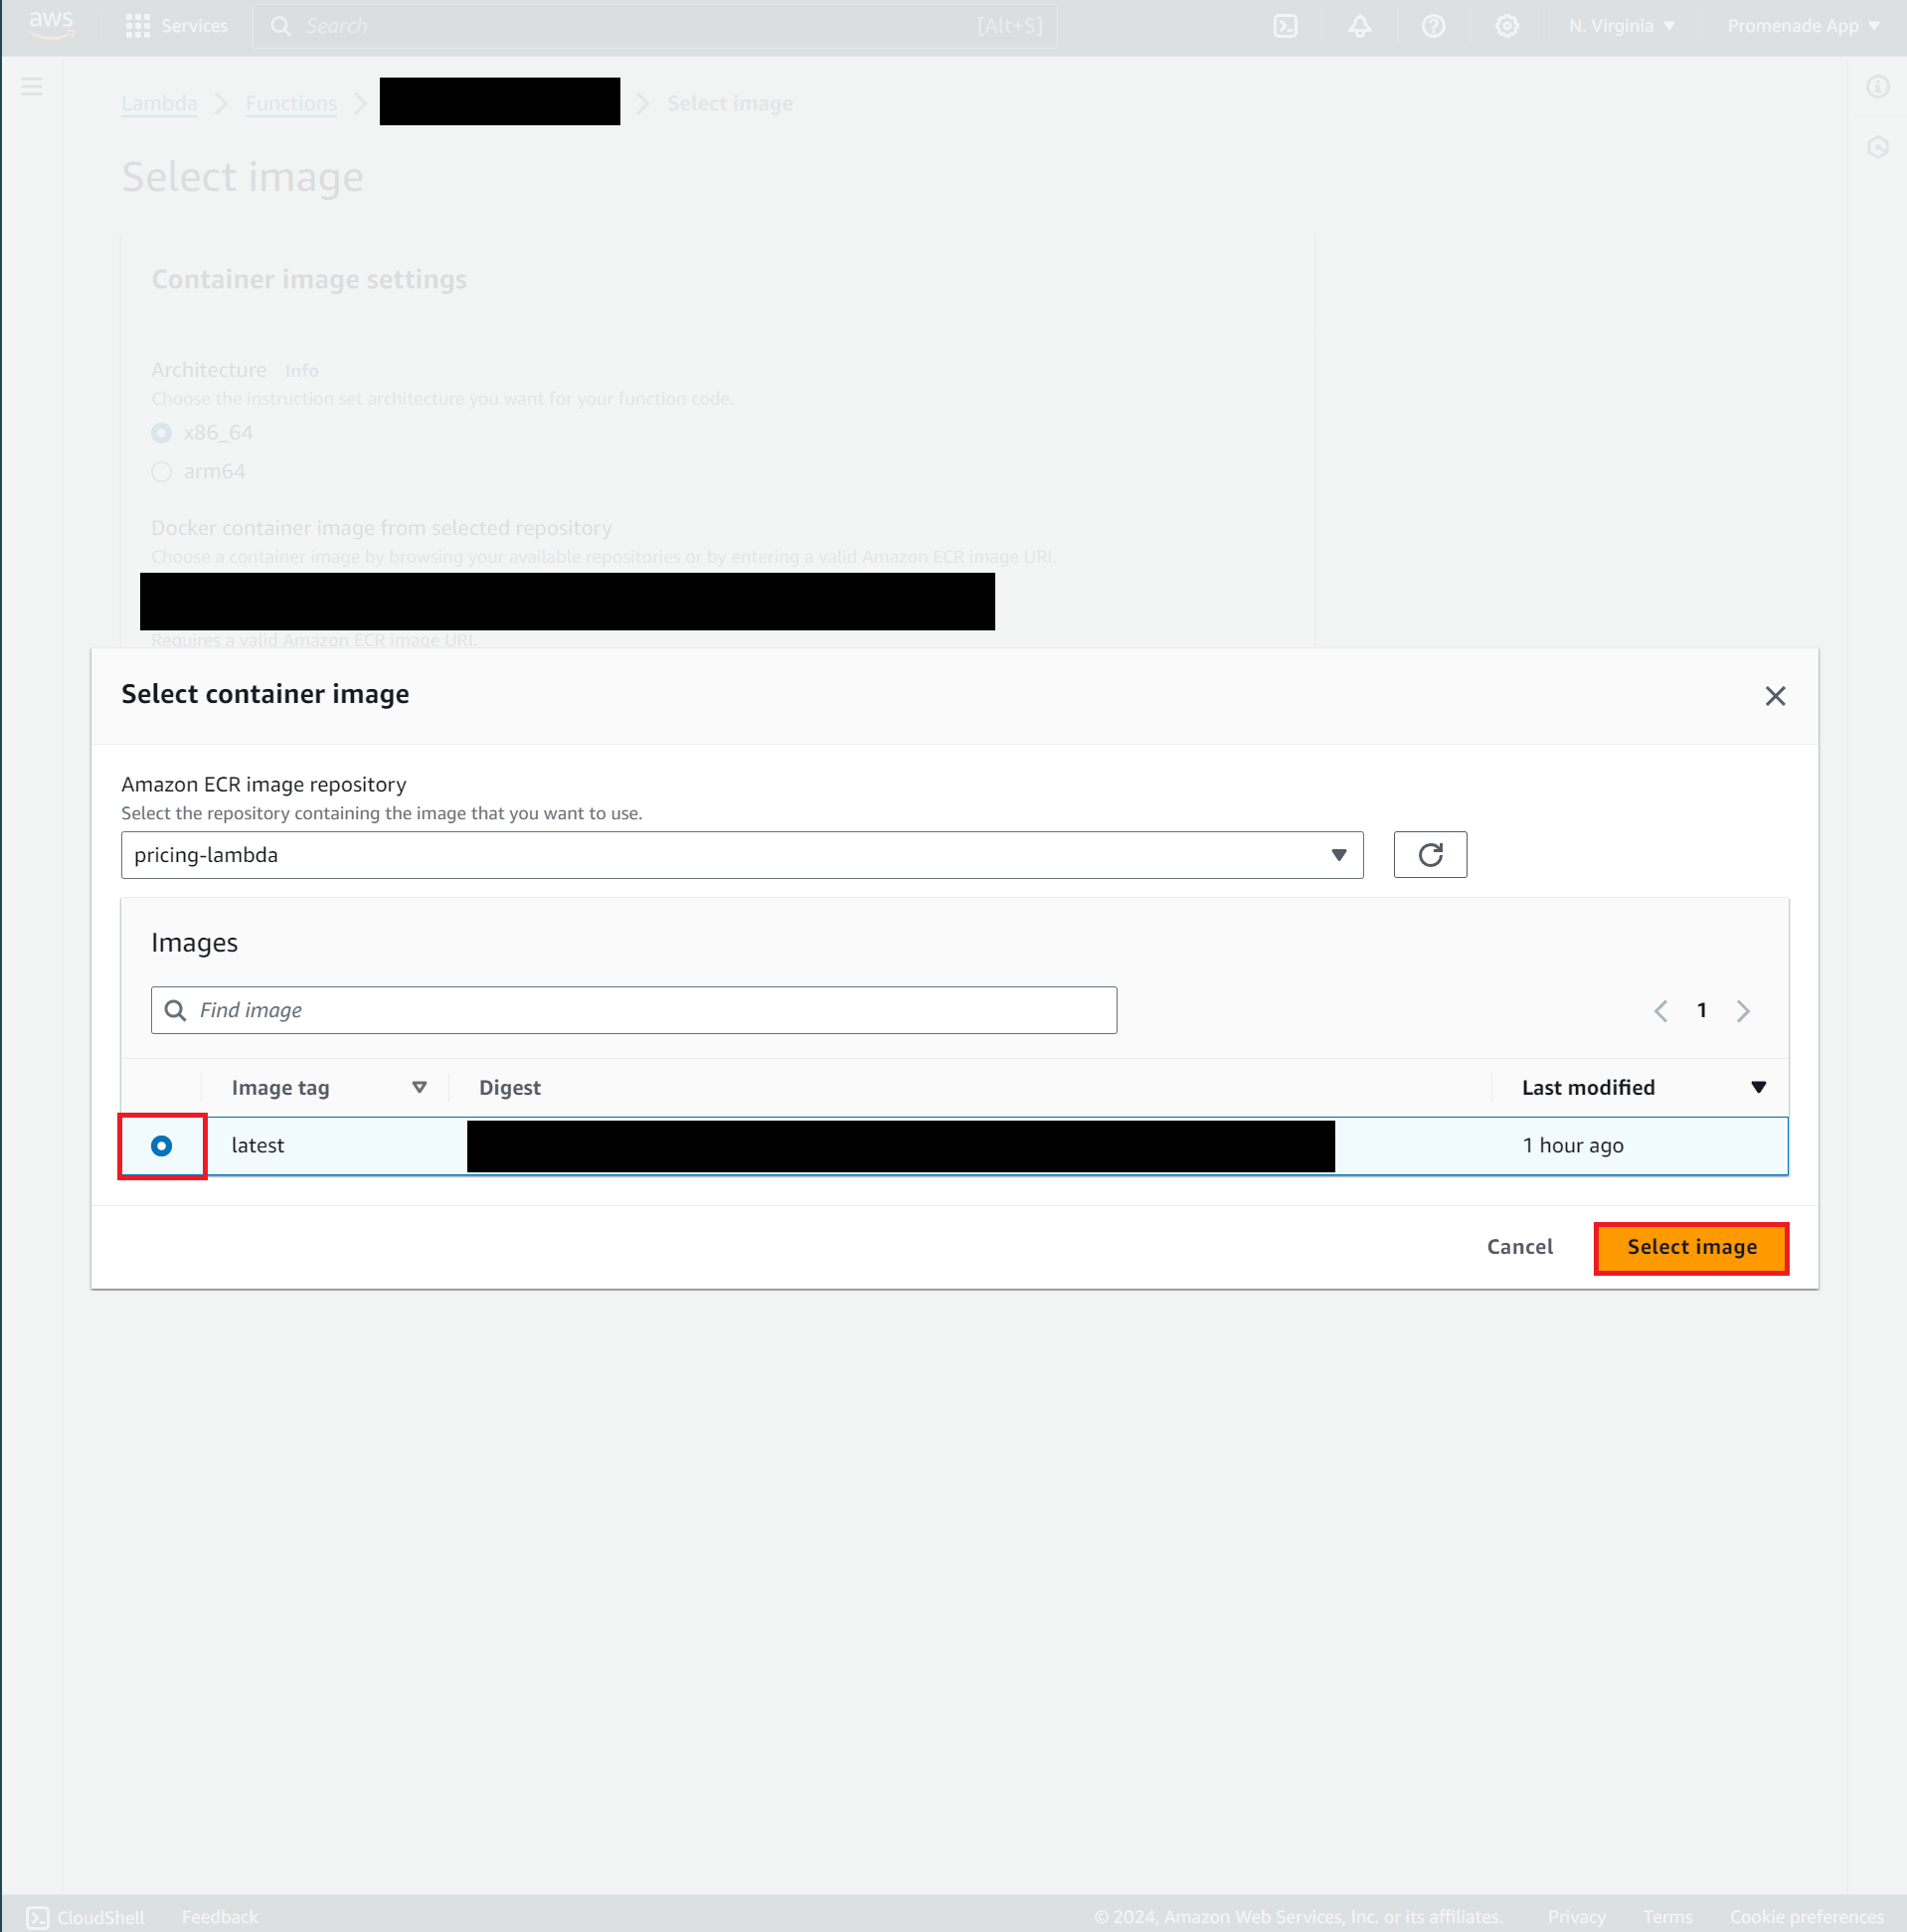 aws Services Search [Alt+S] N. Virginia Promenade App
Lambda Functions Select image
Select image
Container image settings
Architecture Info
Choose the instruction set architecture you want for your function code.
x86_64
arm64
Docker container image from selected repository
Choose a container image by browsing your available repositories or by entering a valid Amazon ECR image URI.
Requires a valid Amazon ECR image URI.
Select container image
Amazon ECR image repository
Select the repository containing the image that you want to use.
pricing-lambda
Images
Find image 1
Image tag Digest Last modified
latest 1 hour ago
Cancel Select image
CloudShell Feedback © 2024, Amazon Web Services, Inc. or its affiliates. Privacy Terms Cookie preferences